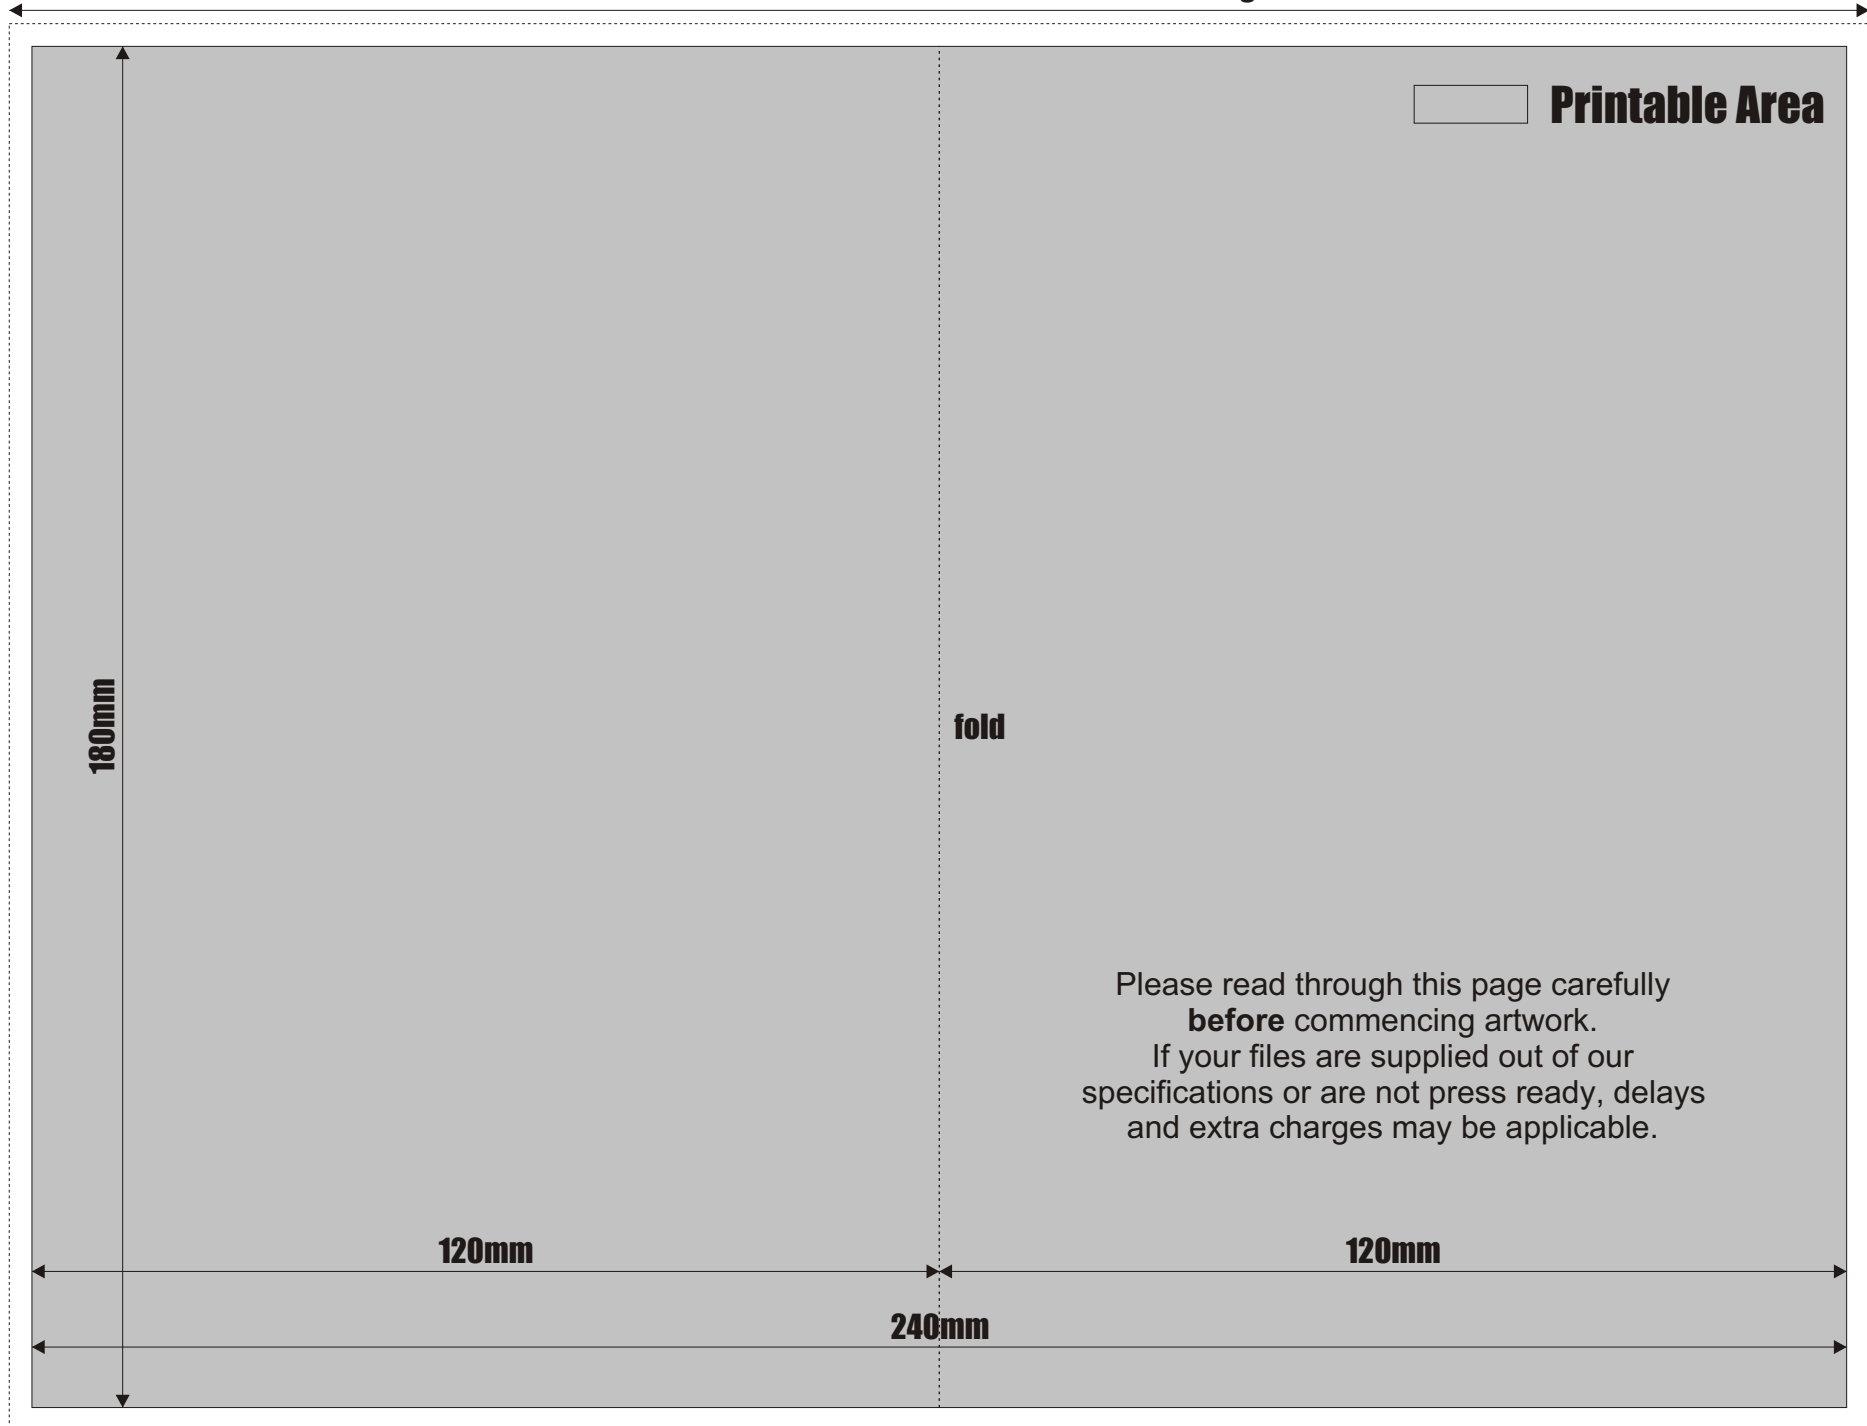 Printable Area
180mm
fold
Please read through this page carefully
before commencing artwork.
If your files are supplied out of our
specifications or are not press ready, delays
and extra charges may be applicable.
120mm
120mm
240mm